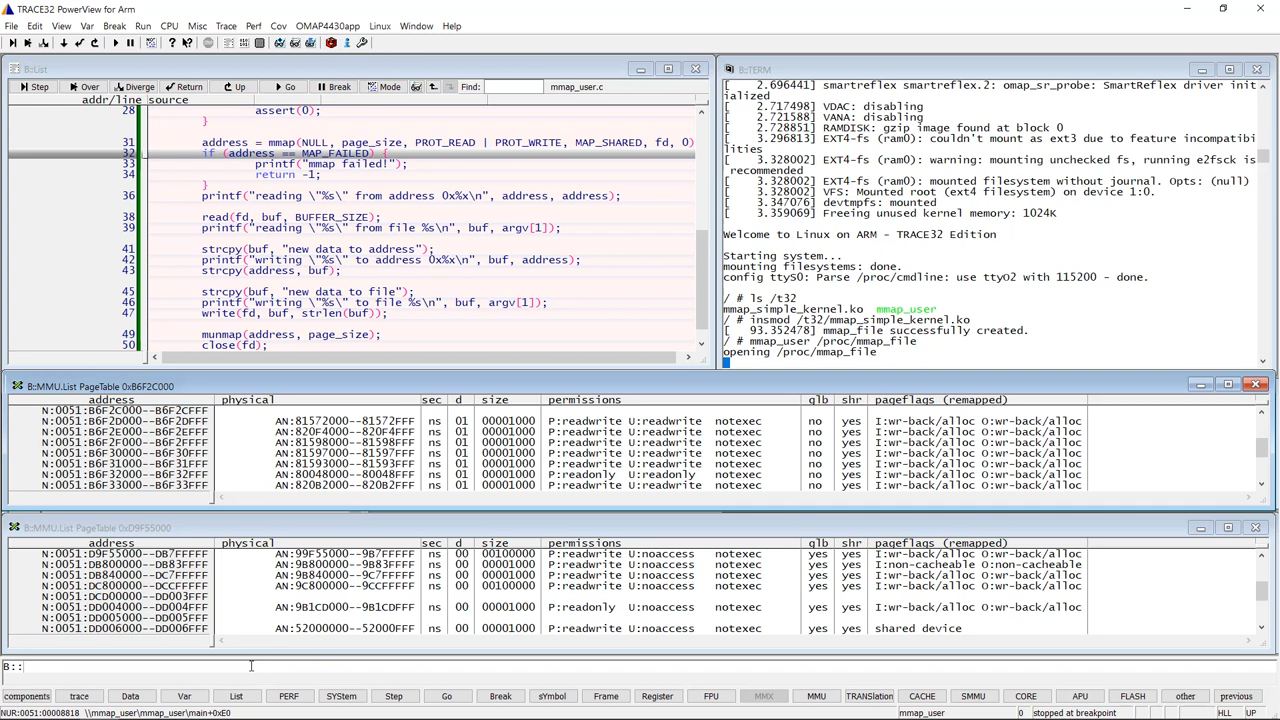 TRACE32 PowerView for Arm
File Edit View Var Break Run CPU Misc Trace Perf Cov OMAP4430app Linux Window Help
B::List
Step Over Diverge Return Up Go Break Mode Find: mmap_user.c
addr/line source
28 assert(0);
}
31 address = mmap(NULL, page_size, PROT_READ | PROT_WRITE, MAP_SHARED, fd, 0)
32 if (address == MAP_FAILED) {
33 printf("mmap failed!");
34 return -1;
}
36 printf("reading \"%s\" from address 0x%x\n", address, address);
38 read(fd, buf, BUFFER_SIZE);
39 printf("reading \"%s\" from file %s\n", buf, argv[1]);
41 strcpy(buf, "new data to address");
42 printf("writing \"%s\" to address 0x%x\n", buf, address);
43 strcpy(address, buf);
45 strcpy(buf, "new data to file");
46 printf("writing \"%s\" to file %s\n", buf, argv[1]);
47 write(fd, buf, strlen(buf));
49 munmap(address, page_size);
50 close(fd);
B::TERM
[ 2.696441] smartreflex smartreflex.2: omap_sr_probe: SmartReflex driver init
ialized
[ 2.717498] VDAC: disabling
[ 2.721588] VANA: disabling
[ 2.728851] RAMDISK: gzip image found at block 0
[ 3.296813] EXT4-fs (ram0): couldn't mount as ext3 due to feature incompatibi
lities
[ 3.328002] EXT4-fs (ram0): warning: mounting unchecked fs, running e2fsck is
recommended
[ 3.328002] EXT4-fs (ram0): mounted filesystem without journal. Opts: (null)
[ 3.328002] VFS: Mounted root (ext4 filesystem) on device 1:0.
[ 3.347076] devtmpfs: mounted
[ 3.359069] Freeing unused kernel memory: 1024K
Welcome to Linux on ARM - TRACE32 Edition
Starting system...
mounting filesystems: done.
config ttyS0: Parse /proc/cmdline: use ttyO2 with 115200 - done.
/ # ls /t32
mmap_simple_kernel.ko mmap_user
/ # insmod /t32/mmap_simple_kernel.ko
[ 93.352478] mmap_file successfully created.
/ # mmap_user /proc/mmap_file
opening /proc/mmap_file
B::MMU.List PageTable 0xB6F2C000
address physical sec d size permissions glb shr pageflags (remapped)
N:0051:B6F2C000--B6F2CFFF
N:0051:B6F2D000--B6F2DFFF AN:81572000--81572FFF ns 01 00001000 P:readwrite U:readwrite notexec no yes I:wr-back/alloc O:wr-back/alloc
N:0051:B6F2E000--B6F2EFFF AN:820F4000--820F4FFF ns 01 00001000 P:readwrite U:readwrite notexec no yes I:wr-back/alloc O:wr-back/alloc
N:0051:B6F2F000--B6F2FFFF AN:81598000--81598FFF ns 01 00001000 P:readwrite U:readwrite notexec no yes I:wr-back/alloc O:wr-back/alloc
N:0051:B6F30000--B6F30FFF AN:81597000--81597FFF ns 01 00001000 P:readwrite U:readwrite notexec no yes I:wr-back/alloc O:wr-back/alloc
N:0051:B6F31000--B6F31FFF AN:81593000--81593FFF ns 01 00001000 P:readwrite U:readwrite notexec no yes I:wr-back/alloc O:wr-back/alloc
N:0051:B6F32000--B6F32FFF AN:80048000--80048FFF ns 01 00001000 P:readonly U:readonly notexec no yes I:wr-back/alloc O:wr-back/alloc
N:0051:B6F33000--B6F33FFF AN:820B2000--820B2FFF ns 01 00001000 P:readwrite U:readwrite notexec no yes I:wr-back/alloc O:wr-back/alloc
B::MMU.List PageTable 0xD9F55000
address physical sec d size permissions glb shr pageflags (remapped)
N:0051:D9F55000--DB7FFFFF AN:99F55000--9B7FFFFF ns 00 00100000 P:readwrite U:noaccess notexec yes yes I:wr-back/alloc O:wr-back/alloc
N:0051:DB800000--DB83FFFF AN:9B800000--9B83FFFF ns 00 00001000 P:readwrite U:noaccess notexec yes yes I:non-cacheable O:non-cacheable
N:0051:DB840000--DC7FFFFF AN:9B840000--9C7FFFFF ns 00 00001000 P:readwrite U:noaccess notexec yes yes I:wr-back/alloc O:wr-back/alloc
N:0051:DC800000--DCCFFFFF AN:9C800000--9CCFFFFF ns 00 00100000 P:readwrite U:noaccess notexec yes yes I:wr-back/alloc O:wr-back/alloc
N:0051:DCD00000--DD003FFF
N:0051:DD004000--DD004FFF AN:9B1CD000--9B1CDFFF ns 00 00001000 P:readonly U:noaccess notexec yes yes I:wr-back/alloc O:wr-back/alloc
N:0051:DD005000--DD005FFF
N:0051:DD006000--DD006FFF AN:52000000--52000FFF ns 00 00001000 P:readwrite U:noaccess notexec yes yes shared device
B::
components trace Data Var List PERF SYStem Step Go Break sYmbol Frame Register FPU MMX MMU TRANSlation CACHE SMMU CORE APU FLASH other previous
NUR:0051:00008818 \\mmap_user\mmap_user\main+0xE0 mmap_user 0 stopped at breakpoint HLL UP